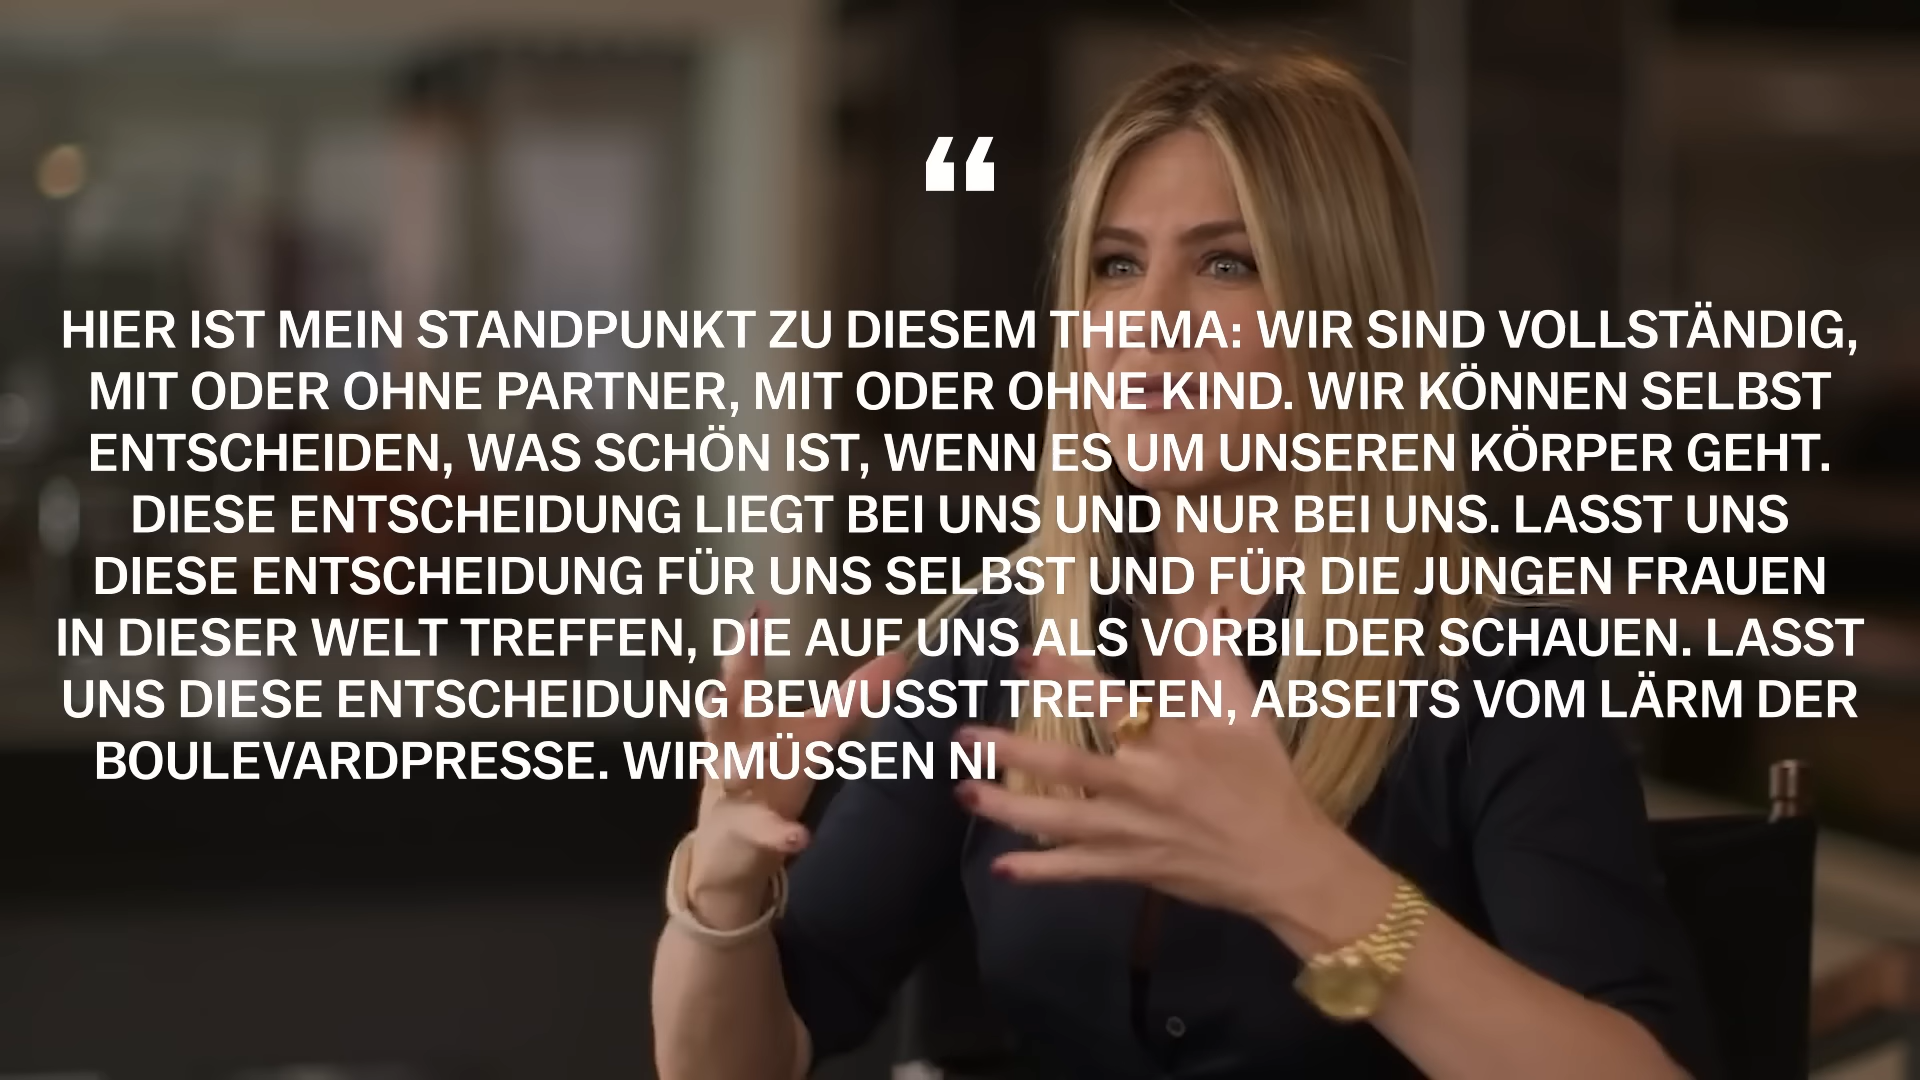 “
HIER IST MEIN STANDPUNKT ZU DIESEM THEMA: WIR SIND VOLLSTÄNDIG,
MIT ODER OHNE PARTNER, MIT ODER OHNE KIND. WIR KÖNNEN SELBST
ENTSCHEIDEN, WAS SCHÖN IST, WENN ES UM UNSEREN KÖRPER GEHT.
DIESE ENTSCHEIDUNG LIEGT BEI UNS UND NUR BEI UNS. LASST UNS
DIESE ENTSCHEIDUNG FÜR UNS SELBST UND FÜR DIE JUNGEN FRAUEN
IN DIESER WELT TREFFEN, DIE AUF UNS ALS VORBILDER SCHAUEN. LASST
UNS DIESE ENTSCHEIDUNG BEWUSST TREFFEN, ABSEITS VOM LÄRM DER
BOULEVARDPRESSE. WIRMÜSSEN NI